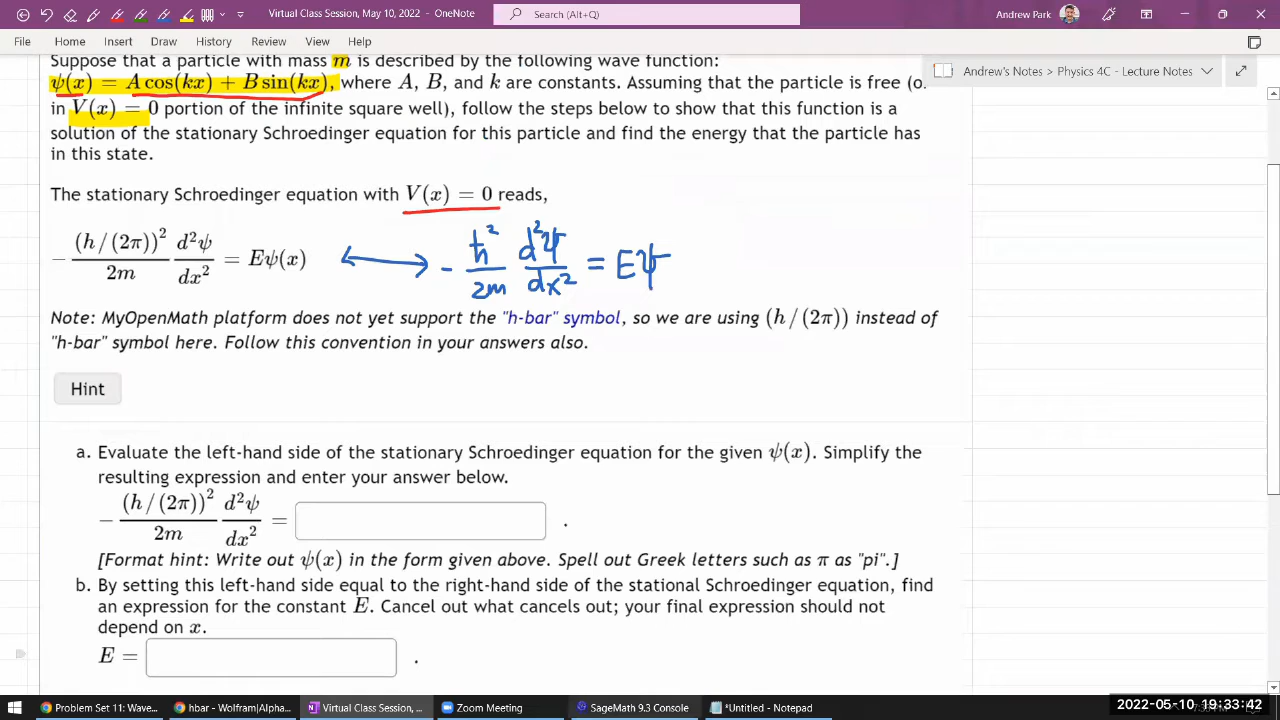 Class Session, May 10, 2022 - OneNote
Search (Alt+Q)
Andrew Park
File Home Insert Draw History Review View Help
Andrew's Notes › Physics 4C - Lecture Notes
Suppose that a particle with mass m is described by the following wave function:
ψ(x) = A cos(kx) + B sin(kx), where A, B, and k are constants. Assuming that the particle is free (o
in V(x) = 0 portion of the infinite square well), follow the steps below to show that this function is a
solution of the stationary Schroedinger equation for this particle and find the energy that the particle has
in this state.
The stationary Schroedinger equation with V(x) = 0 reads,
- (h/(2π))² / 2m d²ψ / dx² = Eψ(x) ⟷ - ħ² / 2m d²ψ / dx² = Eψ
Note: MyOpenMath platform does not yet support the "h-bar" symbol, so we are using (h/(2π)) instead of
"h-bar" symbol here. Follow this convention in your answers also.
Hint
a. Evaluate the left-hand side of the stationary Schroedinger equation for the given ψ(x). Simplify the
resulting expression and enter your answer below.
- (h/(2π))² / 2m d²ψ / dx² = .
[Format hint: Write out ψ(x) in the form given above. Spell out Greek letters such as π as "pi".]
b. By setting this left-hand side equal to the right-hand side of the stational Schroedinger equation, find
an expression for the constant E. Cancel out what cancels out; your final expression should not
depend on x.
E = .
Problem Set 11: Wave... hbar - Wolfram|Alpha... Virtual Class Session, ... Zoom Meeting SageMath 9.3 Console *Untitled - Notepad
2022-05-10 19:33:42